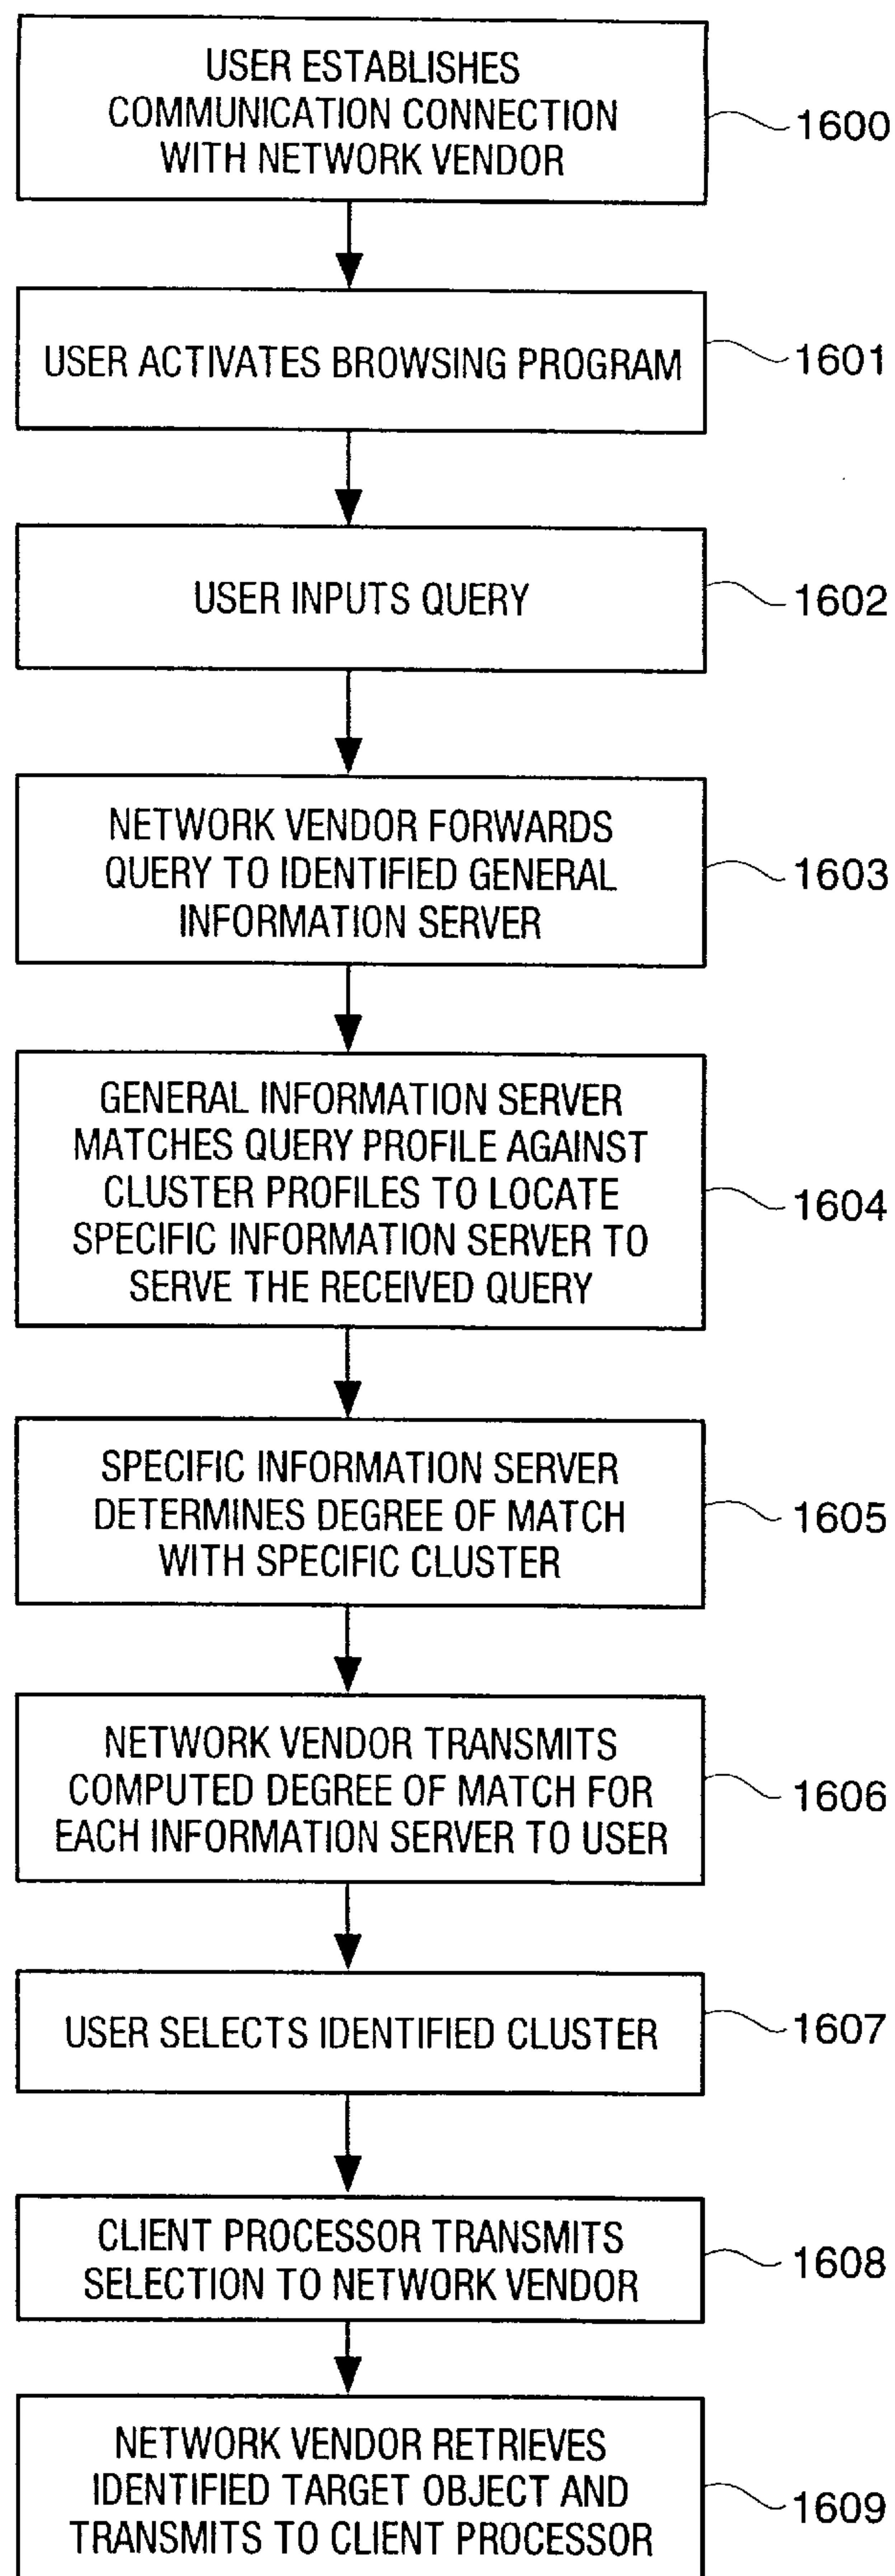 USER ESTABLISHES
COMMUNICATION CONNECTION
WITH NETWORK VENDOR
1600
USER ACTIVATES BROWSING PROGRAM
1601
USER INPUTS QUERY
1602
NETWORK VENDOR FORWARDS
QUERY TO IDENTIFIED GENERAL
INFORMATION SERVER
1603
GENERAL INFORMATION SERVER
MATCHES QUERY PROFILE AGAINST
CLUSTER PROFILES TO LOCATE
SPECIFIC INFORMATION SERVER TO
SERVE THE RECEIVED QUERY
1604
SPECIFIC INFORMATION SERVER
DETERMINES DEGREE OF MATCH
WITH SPECIFIC CLUSTER
1605
NETWORK VENDOR TRANSMITS
COMPUTED DEGREE OF MATCH FOR
EACH INFORMATION SERVER TO USER
1606
USER SELECTS IDENTIFIED CLUSTER
1607
CLIENT PROCESSOR TRANSMITS
SELECTION TO NETWORK VENDOR
1608
NETWORK VENDOR RETRIEVES
IDENTIFIED TARGET OBJECT AND
TRANSMITS TO CLIENT PROCESSOR
1609